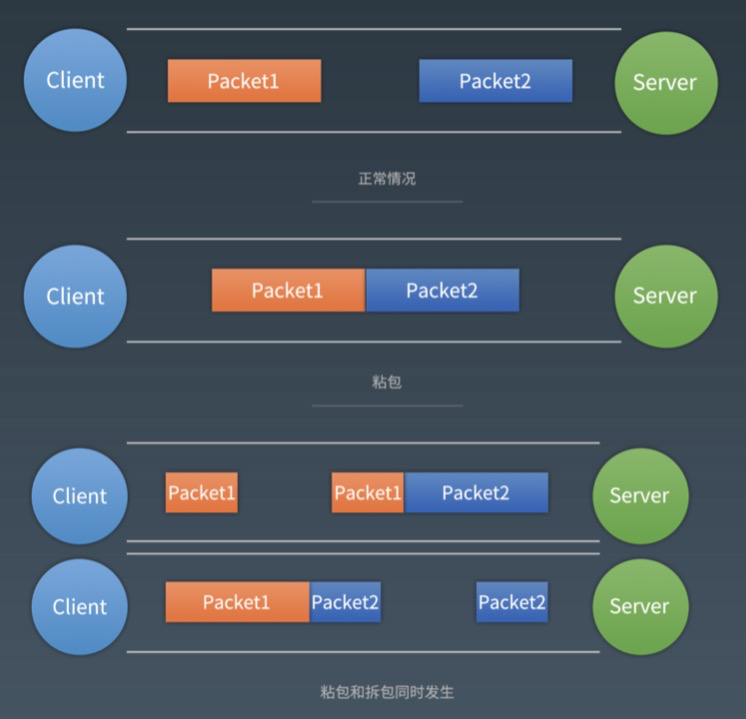 Client Packet1 Packet2 Server
正常情况
Client Packet1 Packet2 Server
粘包
Client Packet1 Packet1 Packet2 Server
Client Packet1 Packet2 Packet2 Server
粘包和拆包同时发生